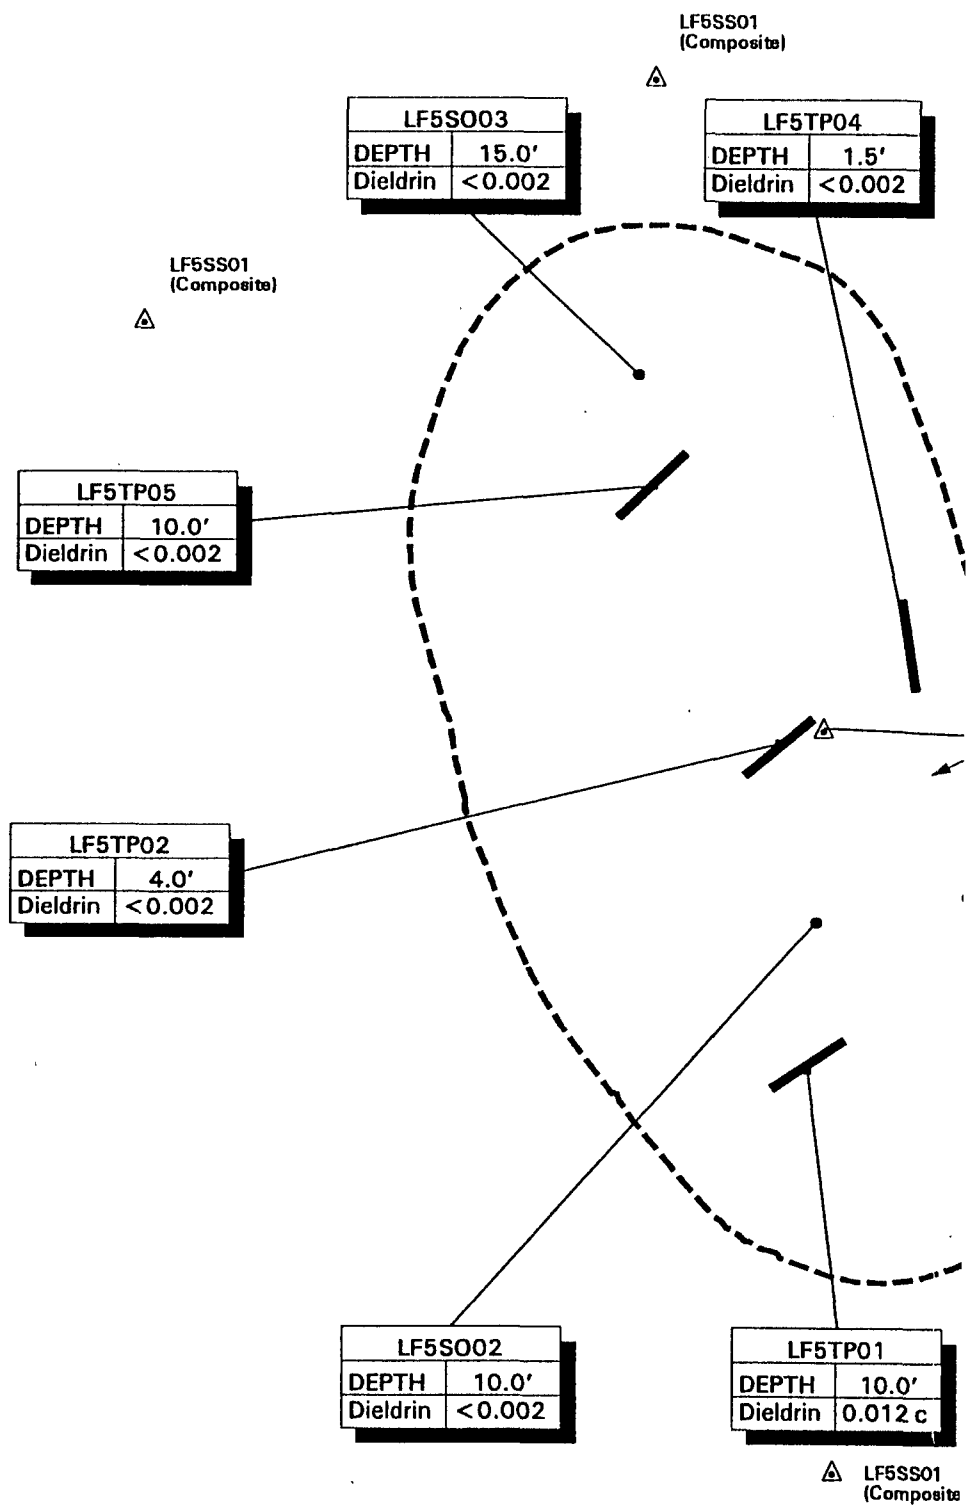 LF5SS01
(Composite)
LF5SO03
DEPTH 15.0'
Dieldrin <0.002
LF5TP04
DEPTH 1.5'
Dieldrin <0.002
LF5SS01
(Composite)
LF5TP05
DEPTH 10.0'
Dieldrin <0.002
LF5TP02
DEPTH 4.0'
Dieldrin <0.002
LF5SO02
DEPTH 10.0'
Dieldrin <0.002
LF5TP01
DEPTH 10.0'
Dieldrin 0.012 c
LF5SS01
(Composite